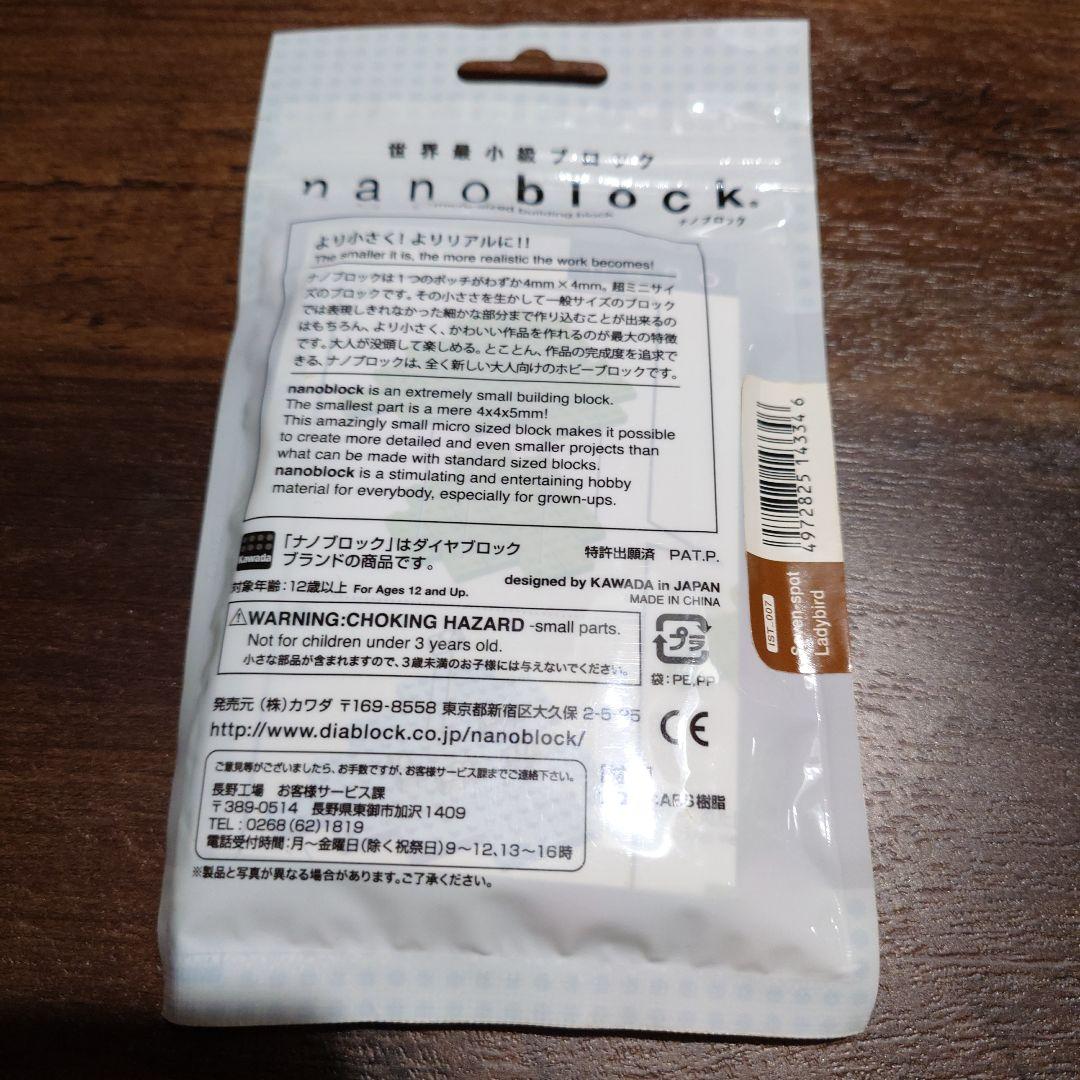 世界最小級ブロック
nanoblock®
sized building block
ナノブロック
より小さく!よりリアルに!!
The smaller it is, the more realistic the work becomes!
ナノブロックは1つのポッチがわずか4mm×4mm。超ミニサイ
ズのブロックです。その小ささを生かして一般サイズのブロック
では表現しきれなかった細かな部分まで作り込むことが出来るの
はもちろん、より小さく、かわいい作品を作れるのが最大の特徴
です。大人が没頭して楽しめる。とことん、作品の完成度を追求で
きる、ナノブロックは、全く新しい大人向けのホビーブロックです。
nanoblock is an extremely small building block.
The smallest part is a mere 4x4x5mm!
This amazingly small micro sized block makes it possible
to create more detailed and even smaller projects than
what can be made with standard sized blocks.
nanoblock is a stimulating and entertaining hobby
material for everybody, especially for grown-ups.
Kawada
「ナノブロック」はダイヤブロック
ブランドの商品です。
特許出願済 PAT.P.
designed by KAWADA in JAPAN
対象年齢:12歳以上 For Ages 12 and Up.
MADE IN CHINA
⚠WARNING:CHOKING HAZARD -small parts.
Not for children under 3 years old.
小さな部品が含まれますので、3歳未満のお子様には与えないでください。
プラ
袋:PE,PP
発売元 (株)カワダ 〒169-8558 東京都新宿区大久保 2-5-25
http://www.diablock.co.jp/nanoblock/
CE
ご意見等がございましたら、お手数ですが、お客様サービス課までご連絡下さい。
長野工場 お客様サービス課
〒389-0514 長野県東御市加沢1409
TEL:0268(62)1819
電話受付時間:月〜金曜日(除く祝祭日)9〜12、13〜16時
:ABS樹脂
※製品と写真が異なる場合があります。ご了承ください。
4972825143346
IST_007
Seven-spot
Ladybird